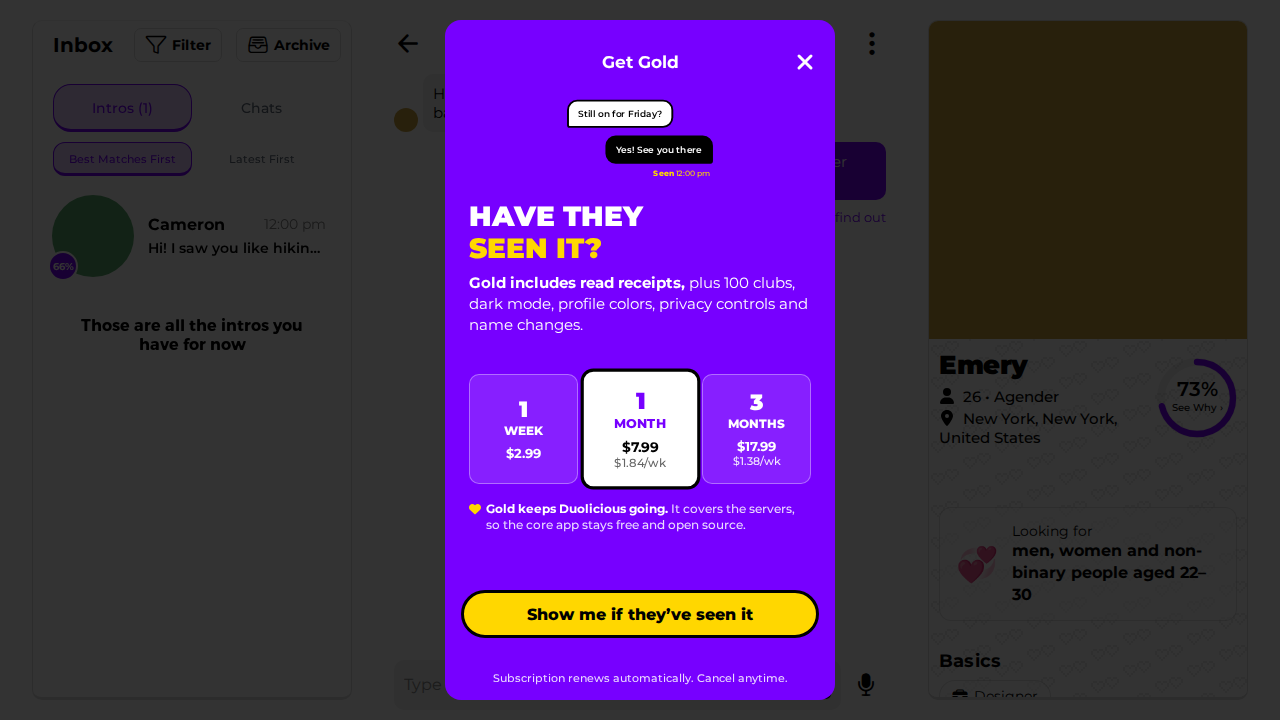 Inbox
Filter
Archive
Intros (1)
Chats
Best Matches First
Latest First
Cameron
12:00 pm
Hi! I saw you like hikin...
66%
Those are all the intros you
have for now
Type
find out
Get Gold
Still on for Friday?
Yes! See you there
Seen 12:00 pm
HAVE THEY
SEEN IT?
Gold includes read receipts, plus 100 clubs,
dark mode, profile colors, privacy controls and
name changes.
1
WEEK
$2.99
1
MONTH
$7.99
$1.84/wk
3
MONTHS
$17.99
$1.38/wk
Gold keeps Duolicious going. It covers the servers,
so the core app stays free and open source.
Show me if they’ve seen it
Subscription renews automatically. Cancel anytime.
Emery
26 • Agender
New York, New York,
United States
73%
See Why ›
Looking for
men, women and non-
binary people aged 22–
30
Basics
Designer